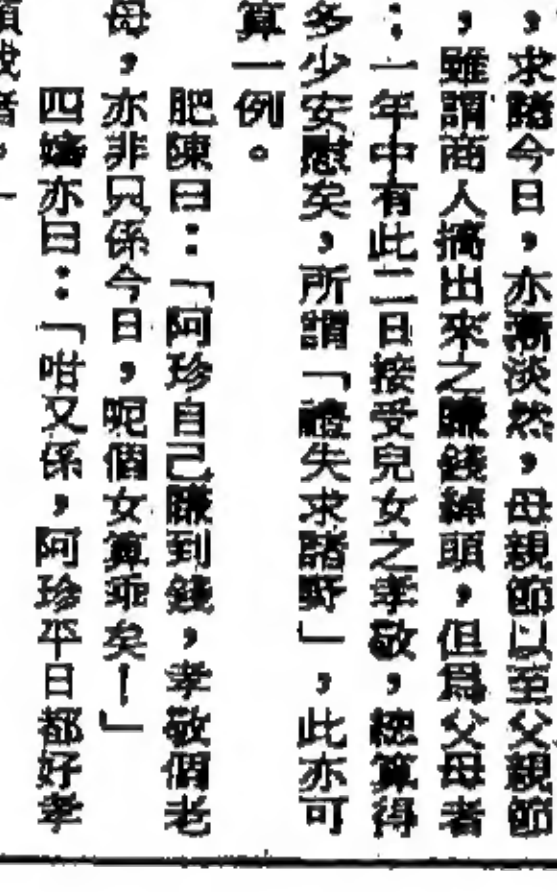 ，求諸今日，亦漸淡然，母親節以至父親節
，雖謂商人搞出來之賺錢綽頭，但爲父母者
：一年中有此二日接受兒女之孝敬，總算得
多少安慰矣，所謂「禮失求諸野」，此亦可
算一例。
肥陳曰：「阿珍自己賺到錢，孝敬個老
母，亦非只係今日，呢個女算乖矣！」
四嬸亦曰：「咁又係，阿珍平日都好孝